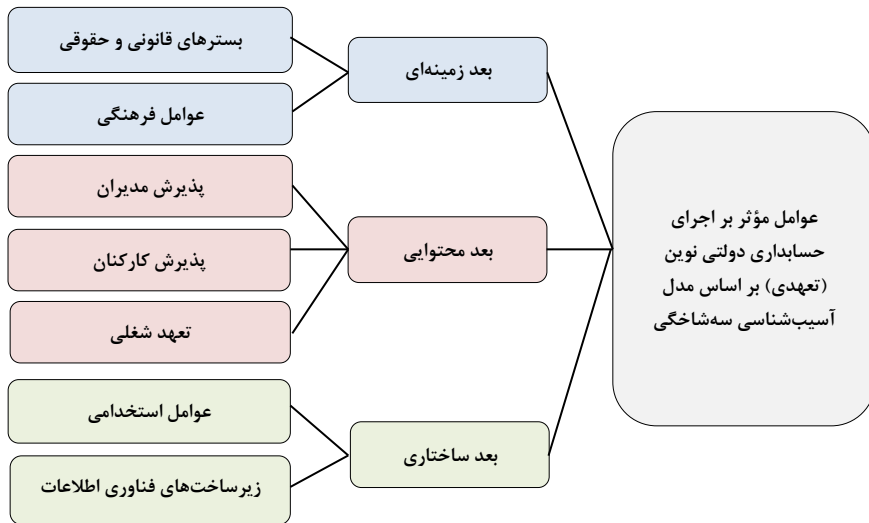 عوامل مؤثر بر اجرای
حسابداری دولتی نوین
(تعهدی) بر اساس مدل
آسیب‌شناسی سه‌شاخگی
بعد زمینه‌ای
بسترهای قانونی و حقوقی
عوامل فرهنگی
بعد محتوایی
پذیرش مدیران
پذیرش کارکنان
تعهد شغلی
بعد ساختاری
عوامل استخدامی
زیرساخت‌های فناوری اطلاعات